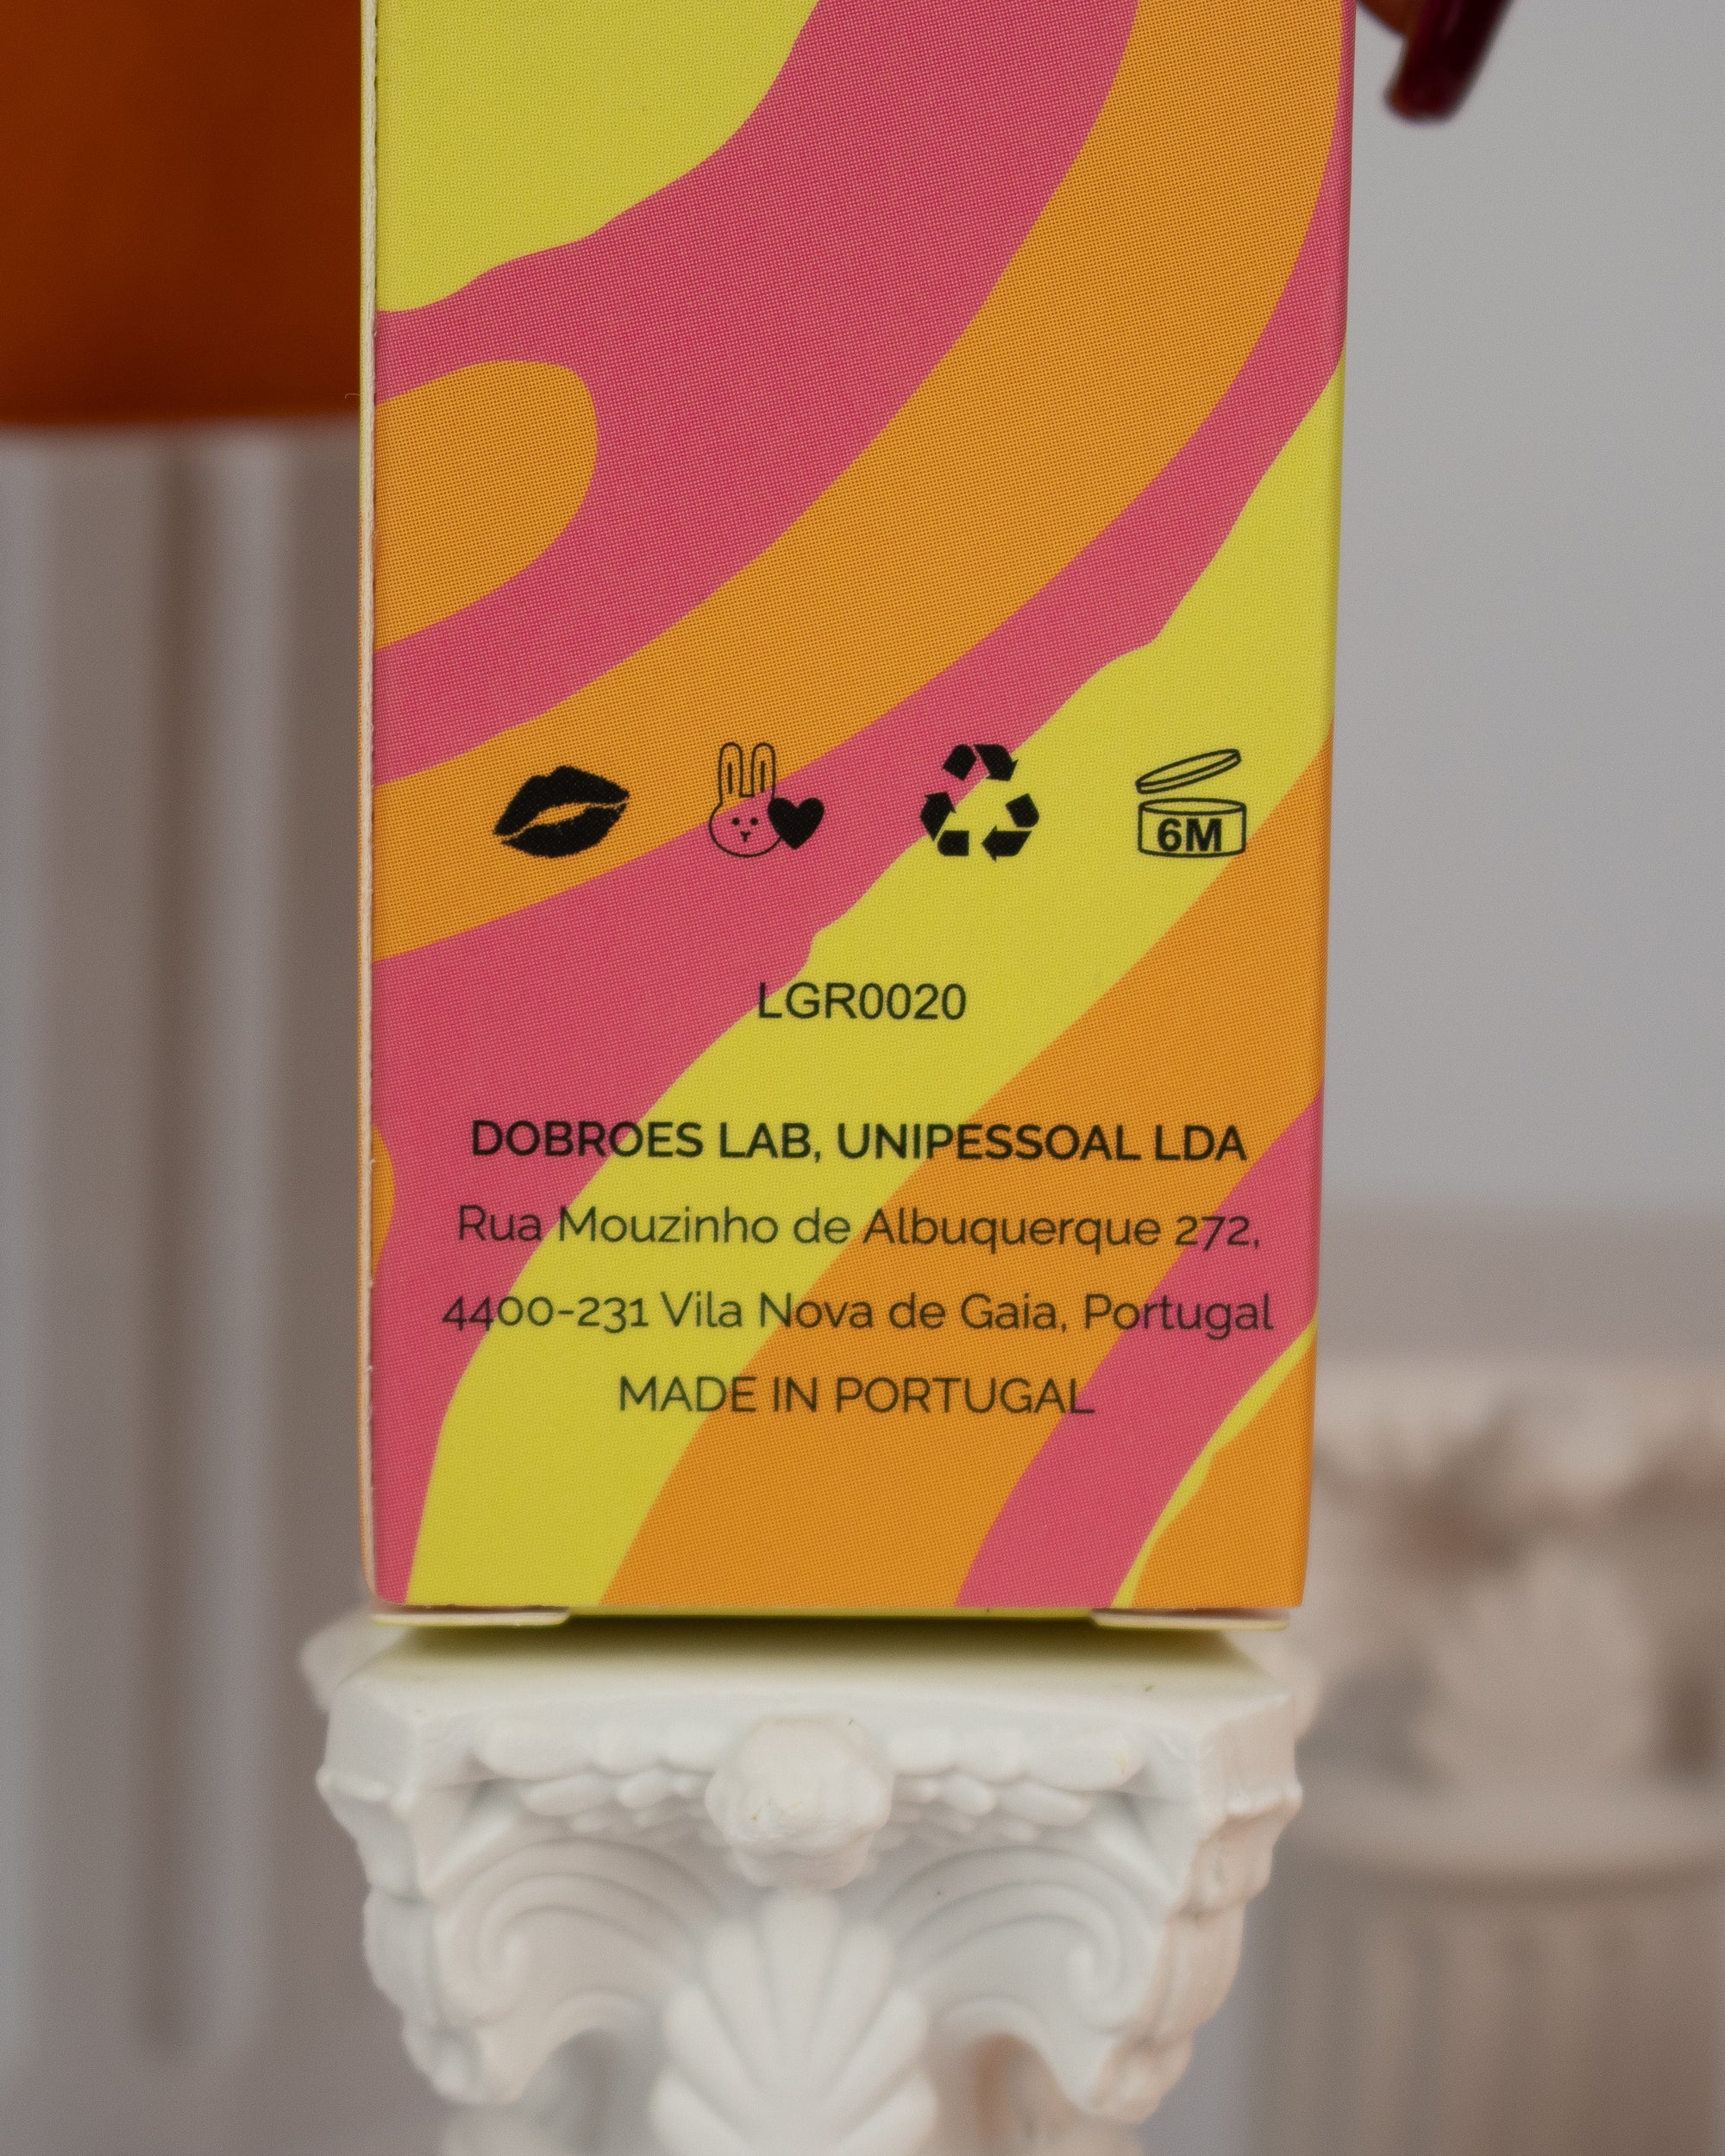 6M
LGR0020
DOBROES LAB, UNIPESSOAL LDA
Rua Mouzinho de Albuquerque 272,
4400-231 Vila Nova de Gaia, Portugal
MADE IN PORTUGAL